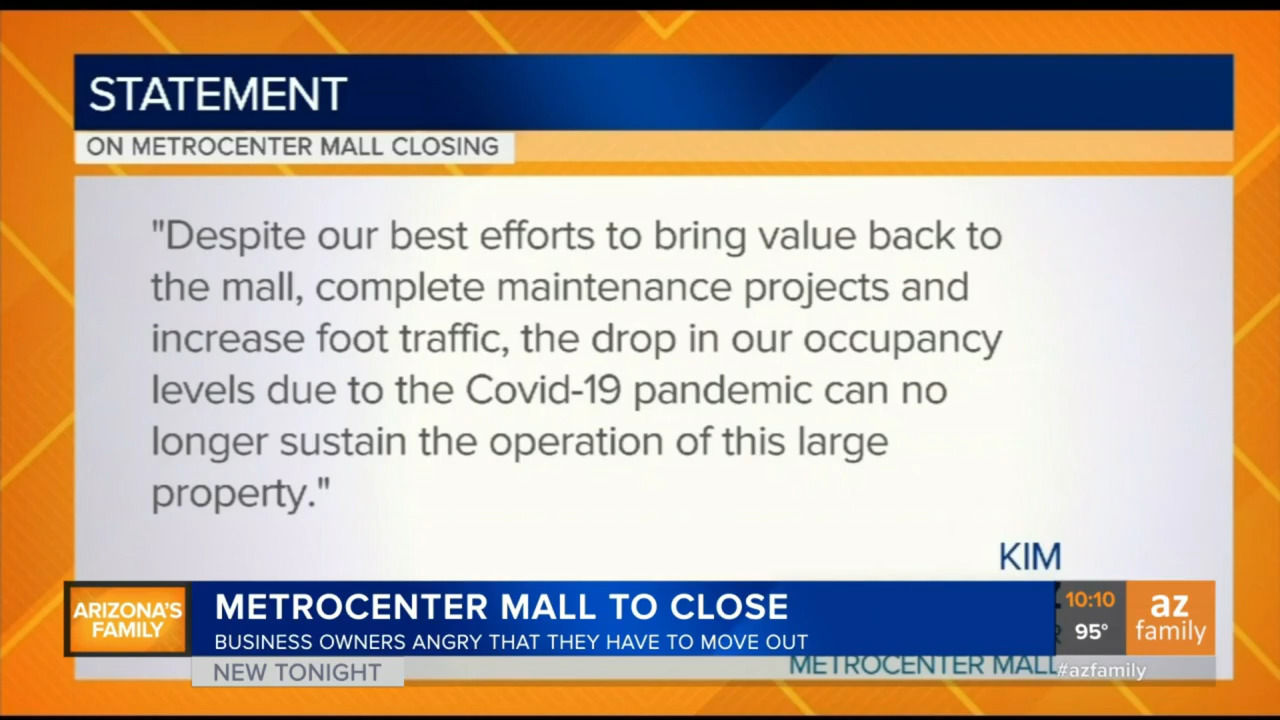 STATEMENT
ON METROCENTER MALL CLOSING
"Despite our best efforts to bring value back to
the mall, complete maintenance projects and
increase foot traffic, the drop in our occupancy
levels due to the Covid-19 pandemic can no
longer sustain the operation of this large
property."
KIM
ARIZONA'S
FAMILY
METROCENTER MALL TO CLOSE
BUSINESS OWNERS ANGRY THAT THEY HAVE TO MOVE OUT
10:10
95°
az
family
NEW TONIGHT
METROCENTER MALL
#azfamily